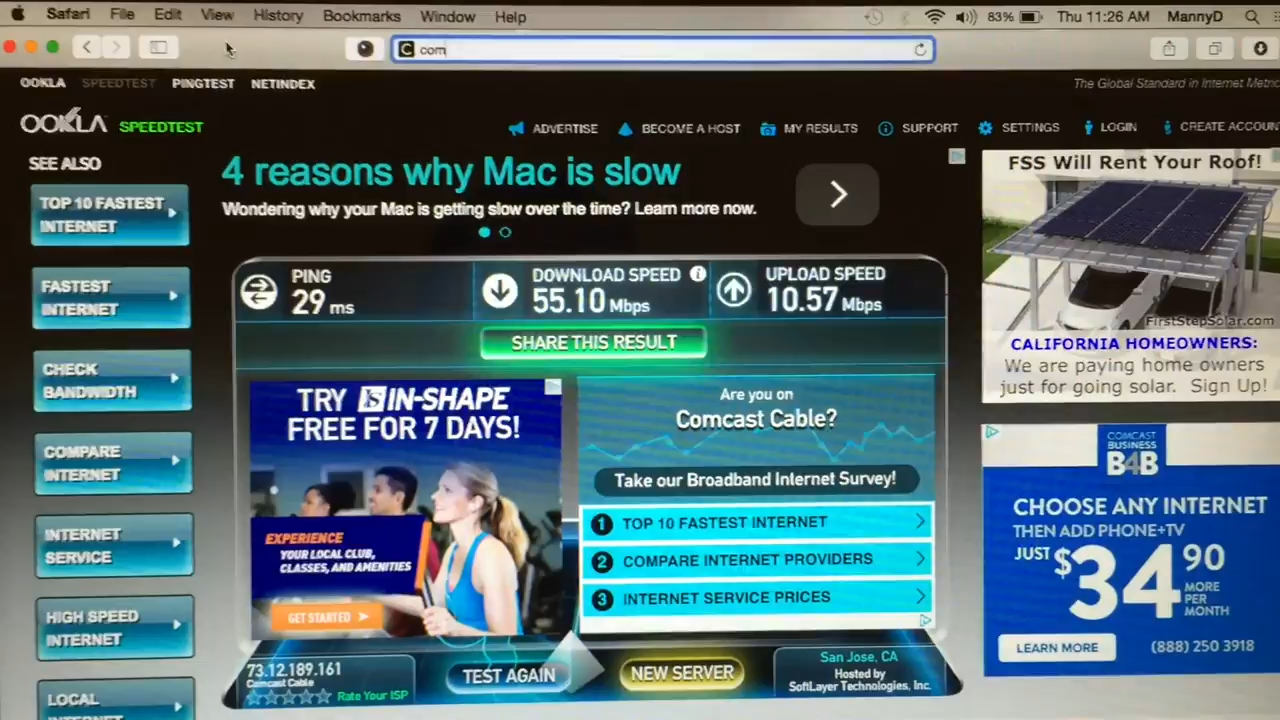 Safari File Edit View History Bookmarks Window Help 83% Thu 11:26 AM MannyD
C com
OOKLA SPEEDTEST PINGTEST NETINDEX
The Global Standard in Internet Metric
OOKLA SPEEDTEST
ADVERTISE BECOME A HOST MY RESULTS SUPPORT SETTINGS LOGIN CREATE ACCOUN
SEE ALSO
TOP 10 FASTEST
INTERNET
FASTEST
INTERNET
CHECK
BANDWIDTH
COMPARE
INTERNET
INTERNET
SERVICE
HIGH SPEED
INTERNET
LOCAL
4 reasons why Mac is slow
Wondering why your Mac is getting slow over the time? Learn more now.
PING
29 ms
DOWNLOAD SPEED
55.10 Mbps
UPLOAD SPEED
10.57 Mbps
SHARE THIS RESULT
TRY IN-SHAPE
FREE FOR 7 DAYS!
EXPERIENCE
YOUR LOCAL CLUB,
CLASSES, AND AMENITIES
GET STARTED
Are you on
Comcast Cable?
Take our Broadband Internet Survey!
1 TOP 10 FASTEST INTERNET
2 COMPARE INTERNET PROVIDERS
3 INTERNET SERVICE PRICES
73.12.189.161
Comcast Cable
Rate Your ISP
TEST AGAIN
NEW SERVER
San Jose, CA
Hosted by
SoftLayer Technologies, Inc.
FSS Will Rent Your Roof!
FirstStepSolar.com
CALIFORNIA HOMEOWNERS:
We are paying home owners
just for going solar. Sign Up!
COMCAST
BUSINESS
B4B
CHOOSE ANY INTERNET
THEN ADD PHONE+TV
JUST $34.90
MORE
PER
MONTH
LEARN MORE
(888) 250 3918